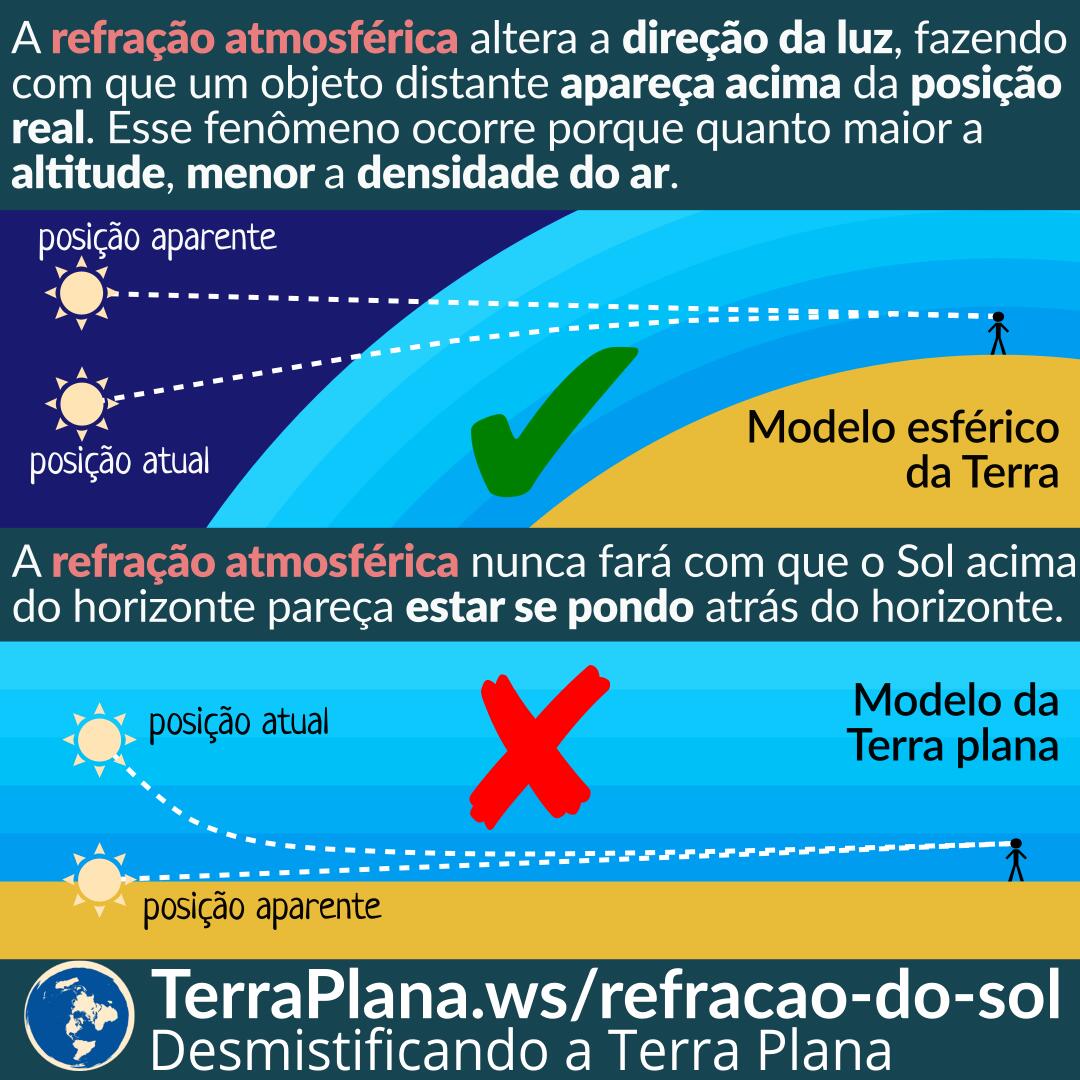 A refração atmosférica altera a direção da luz, fazendo
com que um objeto distante apareça acima da posição
real. Esse fenômeno ocorre porque quanto maior a
altitude, menor a densidade do ar.
posição aparente
posição atual
Modelo esférico
da Terra
A refração atmosférica nunca fará com que o Sol acima
do horizonte pareça estar se pondo atrás do horizonte.
posição atual
Modelo da
Terra plana
posição aparente
TerraPlana.ws/refracao-do-sol
Desmistificando a Terra Plana